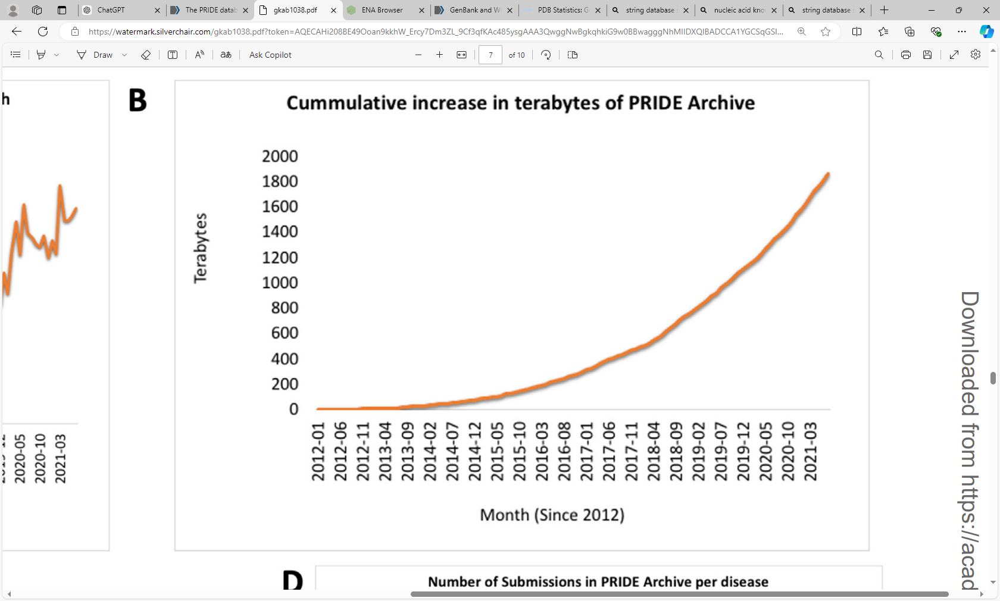 ChatGPT
The PRIDE datab
gkab1038.pdf
ENA Browser
GenBank and W
PDB Statistics: G
string database
nucleic acid kno
string database
https://watermark.silverchair.com/gkab1038.pdf?token=AQECAHi208BE49Ooan9kkhW_Ercy7Dm3ZL_9Cf3qfKAc485ysgAAA3QwggNwBgkqhkiG9w0BBwagggNhMIIDXQIBADCCA1YGCSqGSI...
Draw
aあ
Ask Copilot
7
of 10
h
B
Cummulative increase in terabytes of PRIDE Archive
Terabytes
2000
1800
1600
1400
1200
1000
800
600
400
200
0
2020-05
2020-10
2021-03
2012-01
2012-06
2012-11
2013-04
2013-09
2014-02
2014-07
2014-12
2015-05
2015-10
2016-03
2016-08
2017-01
2017-06
2017-11
2018-04
2018-09
2019-02
2019-07
2019-12
2020-05
2020-10
2021-03
Month (Since 2012)
Downloaded from https://acad
D
Number of Submissions in PRIDE Archive per disease